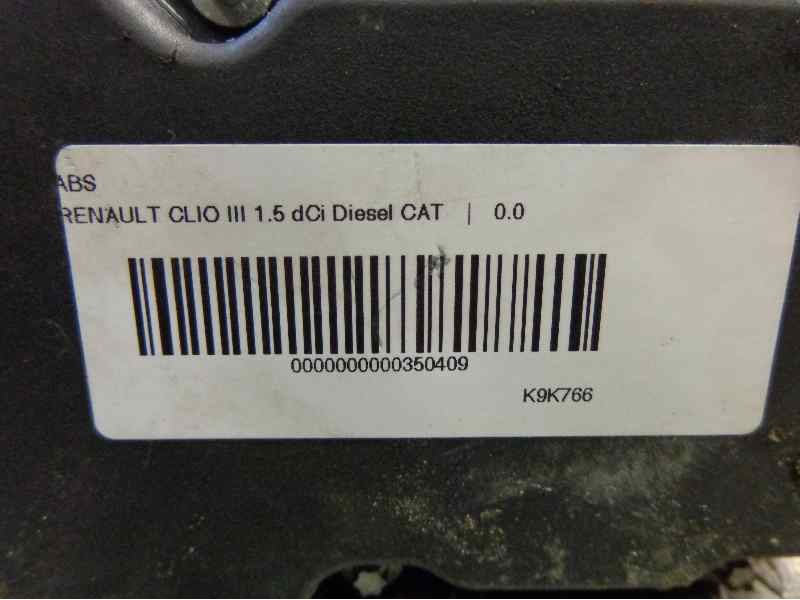 ABS
RENAULT CLIO III 1.5 dCi Diesel CAT | 0.0
0000000000350409
K9K766